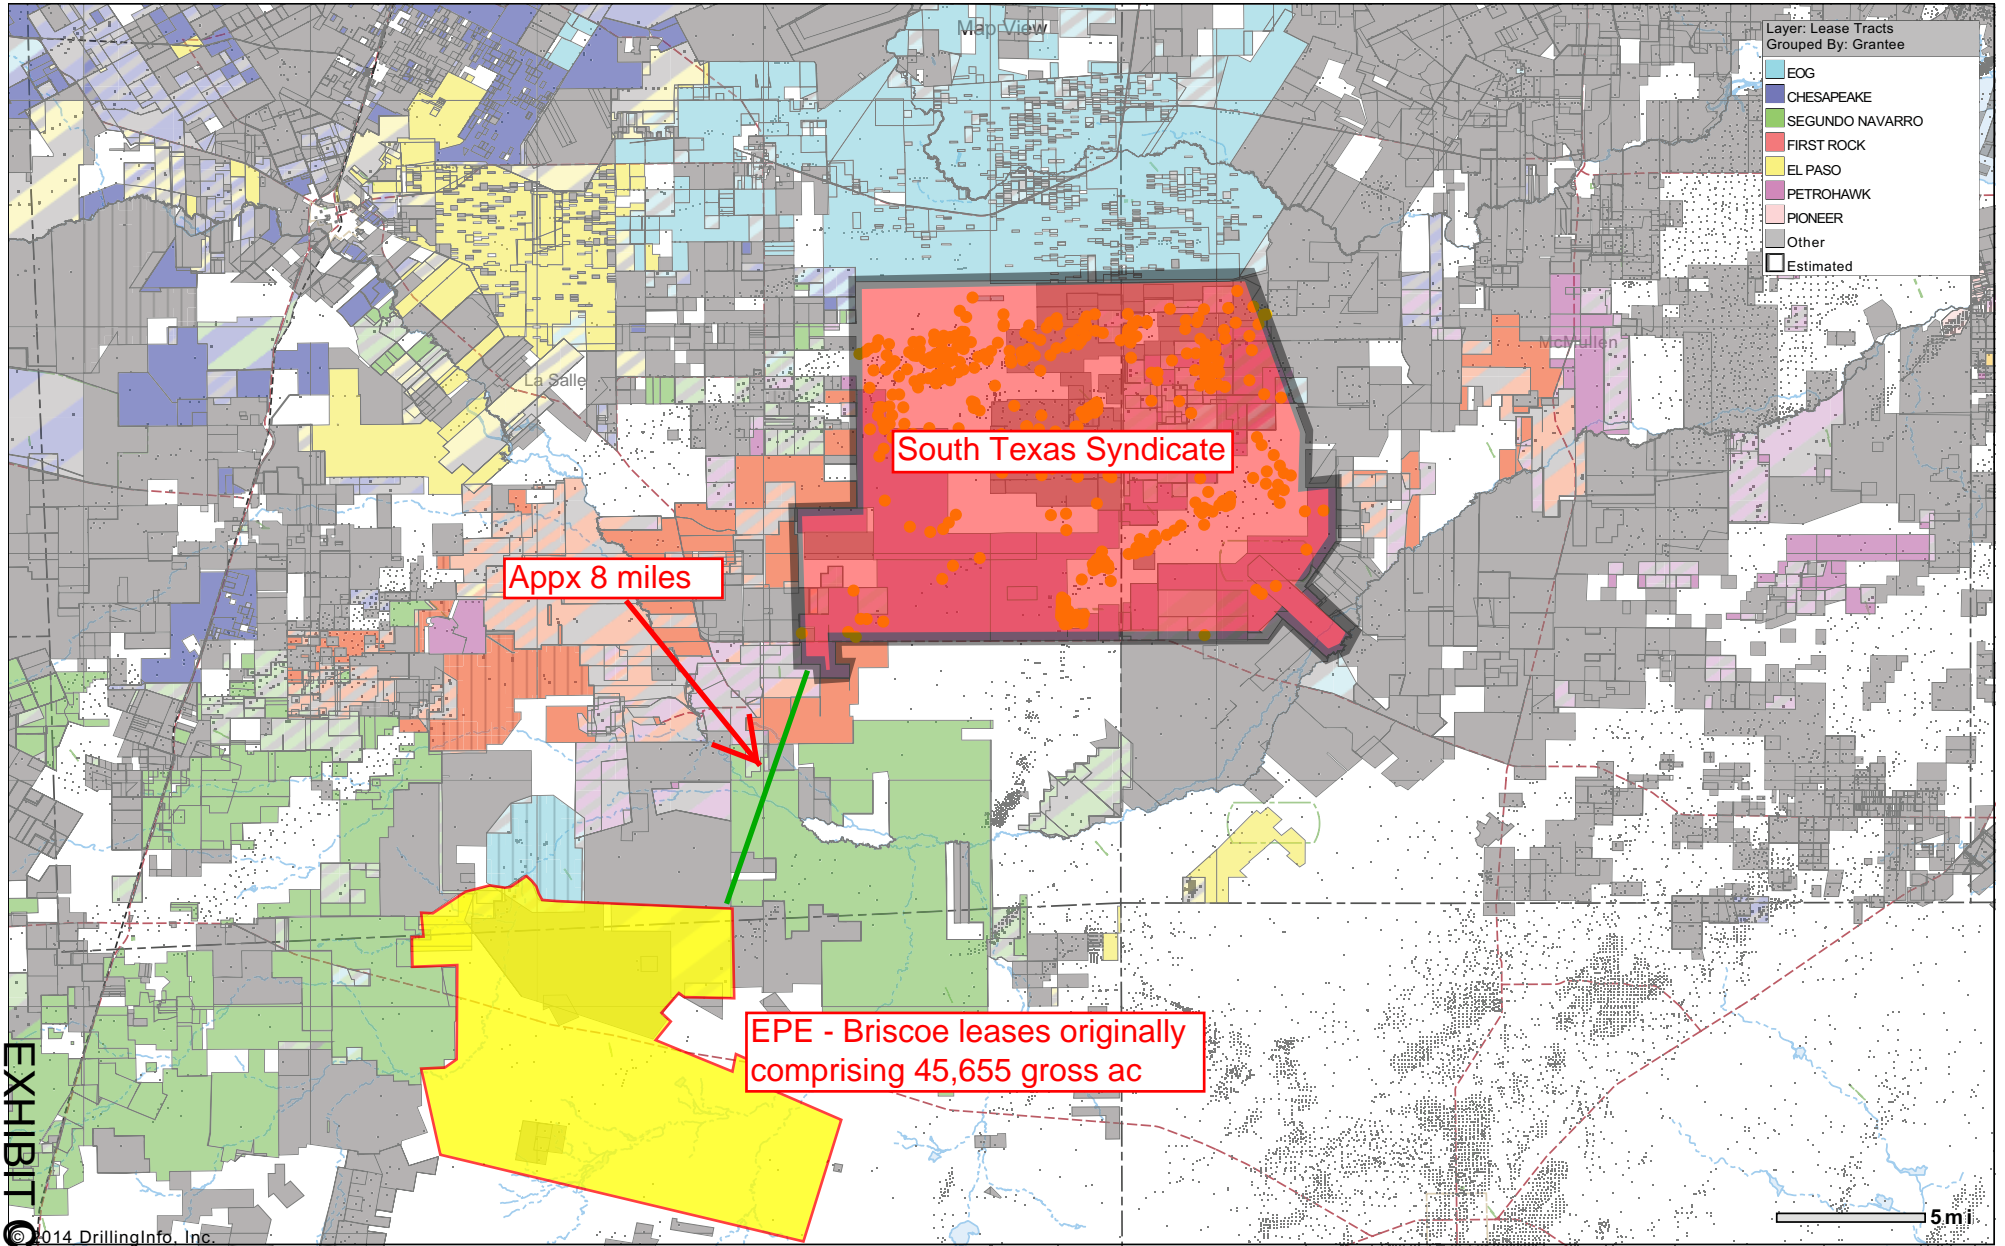 Map View
Layer: Lease Tracts
Grouped By: Grantee
EOG
CHESAPEAKE
SEGUNDO NAVARRO
FIRST ROCK
EL PASO
PETROHAWK
PIONEER
Other
Estimated
McMullen
La Salle
South Texas Syndicate
Appx 8 miles
EPE - Briscoe leases originally
comprising 45,655 gross ac
EXHIBIT
© 2014 DrillingInfo, Inc.
5 mi